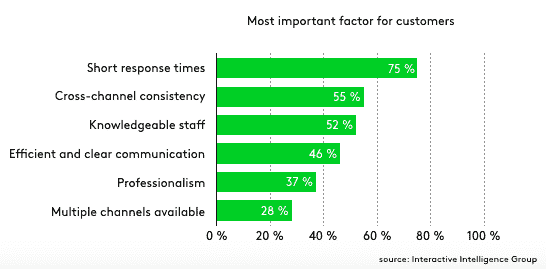 Most important factor for customers
Short response times 75 %
Cross-channel consistency 55 %
Knowledgeable staff 52 %
Efficient and clear communication 46 %
Professionalism 37 %
Multiple channels available 28 %
0 % 20 % 40 % 60 % 80 % 100 %
source: Interactive Intelligence Group